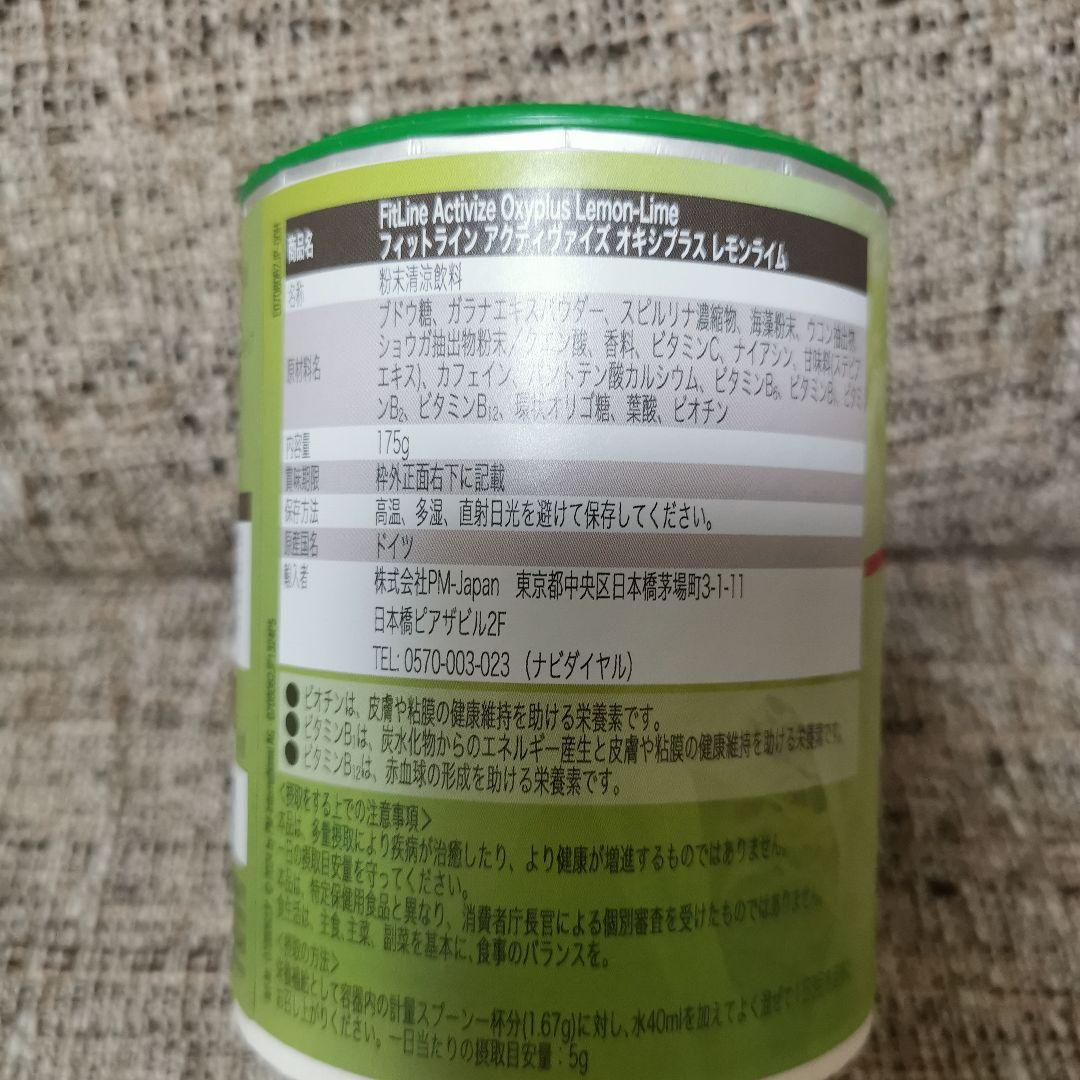 商品名 FitLine Activize Oxyplus Lemon-Lime
フィットライン アクティヴァイズ オキシプラス レモンライム
名称 粉末清涼飲料
原材料名 ブドウ糖、ガラナエキスパウダー、スピルリナ濃縮物、海藻粉末、ウコン抽出物
ショウガ抽出物粉末/クエン酸、香料、ビタミンC、ナイアシン、甘味料(ステビア
エキス)、カフェイン、パントテン酸カルシウム、ビタミンB₆、ビタミンB₁、ビタミ
ンB₂、ビタミンB₁₂、環状オリゴ糖、葉酸、ビオチン
内容量 175g
賞味期限 枠外正面右下に記載
保存方法 高温、多湿、直射日光を避けて保存してください。
原産国名 ドイツ
輸入者 株式会社PM-Japan 東京都中央区日本橋茅場町3-1-11
日本橋ピアザビル2F
TEL: 0570-003-023 (ナビダイヤル)
●ビオチンは、皮膚や粘膜の健康維持を助ける栄養素です。
●ビタミンB₁は、炭水化物からのエネルギー産生と皮膚や粘膜の健康維持を助ける栄養素です。
●ビタミンB₁₂は、赤血球の形成を助ける栄養素です。
<摂取をする上での注意事項>
本品は、多量摂取により疾病が治癒したり、より健康が増進するものではありません。
一日の摂取目安量を守ってください。
本品は、特定保健用食品と異なり、消費者庁長官による個別審査を受けたものではありません。
食生活は、主食、主菜、副菜を基本に、食事のバランスを。
<摂取の方法>
栄養機能として容器内の計量スプーン一杯分(1.67g)に対し、水40mlを加えてよく混ぜて
お召し上がりください。一日当たりの摂取目安量:5g